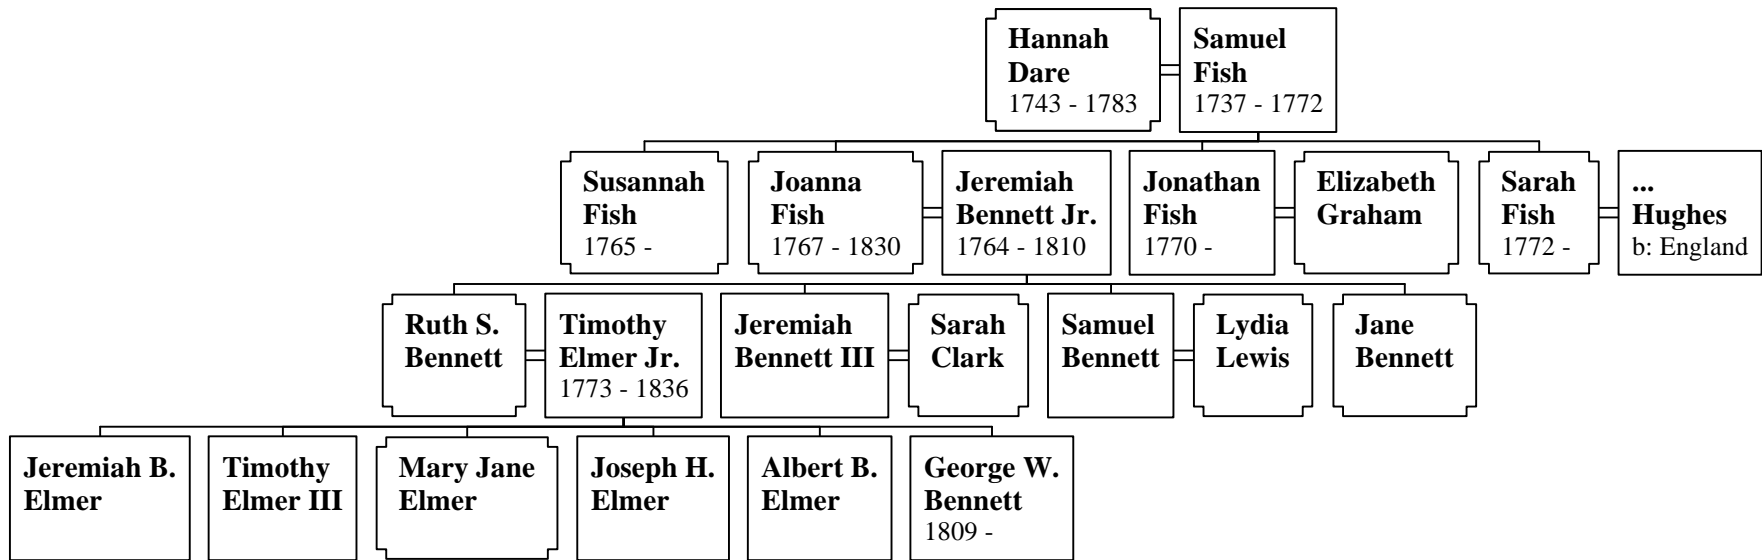 Hannah
Dare
1743 - 1783
Samuel
Fish
1737 - 1772
Susannah
Fish
1765 -
Joanna
Fish
1767 - 1830
Jeremiah
Bennett Jr.
1764 - 1810
Jonathan
Fish
1770 -
Elizabeth
Graham
Sarah
Fish
1772 -
...
Hughes
b: England
Ruth S.
Bennett
Timothy
Elmer Jr.
1773 - 1836
Jeremiah
Bennett III
Sarah
Clark
Samuel
Bennett
Lydia
Lewis
Jane
Bennett
Jeremiah B.
Elmer
Timothy
Elmer III
Mary Jane
Elmer
Joseph H.
Elmer
Albert B.
Elmer
George W.
Bennett
1809 -